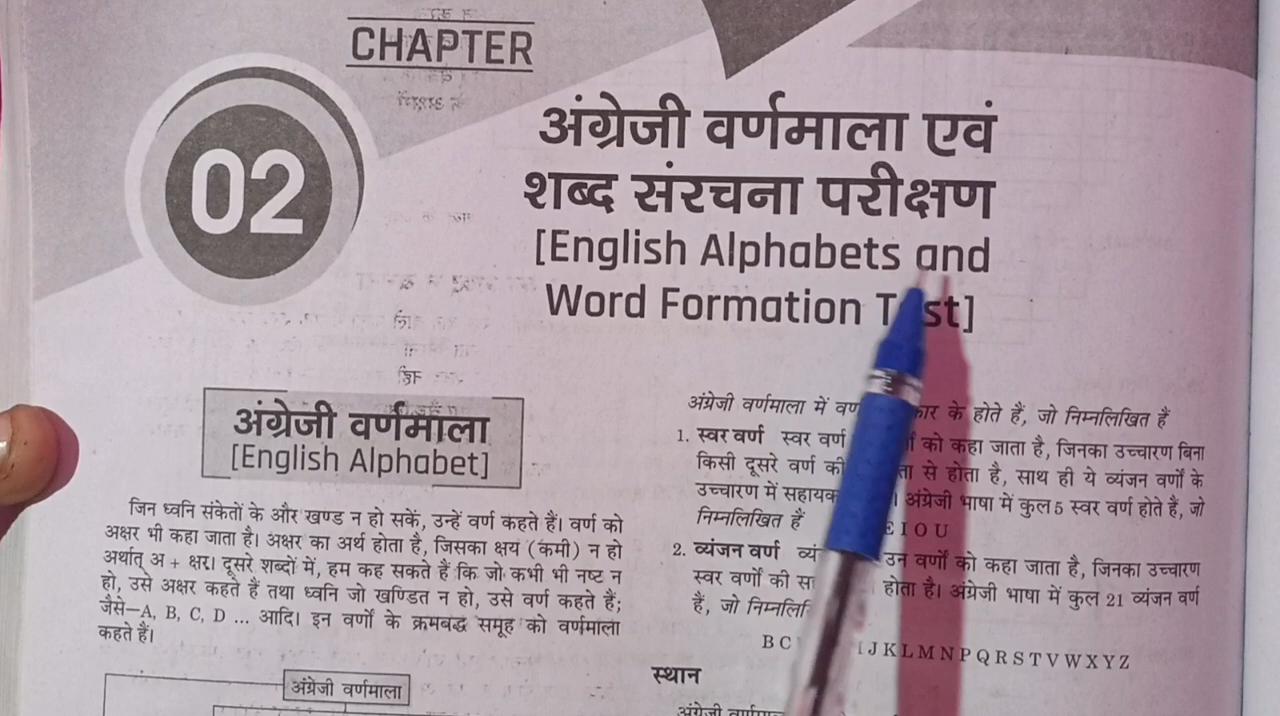 CHAPTER
02
अंग्रेजी वर्णमाला एवं
शब्द संरचना परीक्षण
[English Alphabets and
Word Formation
अंग्रेजी वर्णमाला
[English Alphabet]
जिन ध्वनि संकेतों के और खण्ड न हो सकें, उन्हें वर्ण कहते हैं। वर्ण को
अक्षर भी कहा जाता है। अक्षर का अर्थ होता है, जिसका क्षय (कमी) न हो
अर्थात् अ + क्षर। दूसरे शब्दों में, हम कह सकते हैं कि जो कभी भी नष्ट न
हो, उसे अक्षर कहते हैं तथा ध्वनि जो खण्डित न हो, उसे वर्ण कहते हैं;
जैसे—A, B, C, D ... आदि। इन वर्णों के क्रमबद्ध समूह को वर्णमाला
कहते हैं।
अंग्रेजी वर्णमाला
अंग्रेजी वर्णमाला में के होते हैं, जो निम्नलिखित हैं
1. स्वर वर्ण स्वर वर्ण को कहा जाता है, जिनका उच्चारण बिना
किसी दूसरे वर्ण की से होता है, साथ ही ये व्यंजन वर्णों के
उच्चारण में अंग्रेजी भाषा में कुल 5 स्वर वर्ण होते हैं, जो
निम्नलिखित हैं
E I O U
2. व्यंजन वर्ण उन वर्णों को कहा जाता है, जिनका उच्चारण
स्वर वर्णों की होता है। अंग्रेजी भाषा में कुल 21 व्यंजन वर्ण
हैं, जो
B C J K L M N P Q R S T V W X Y Z
स्थान